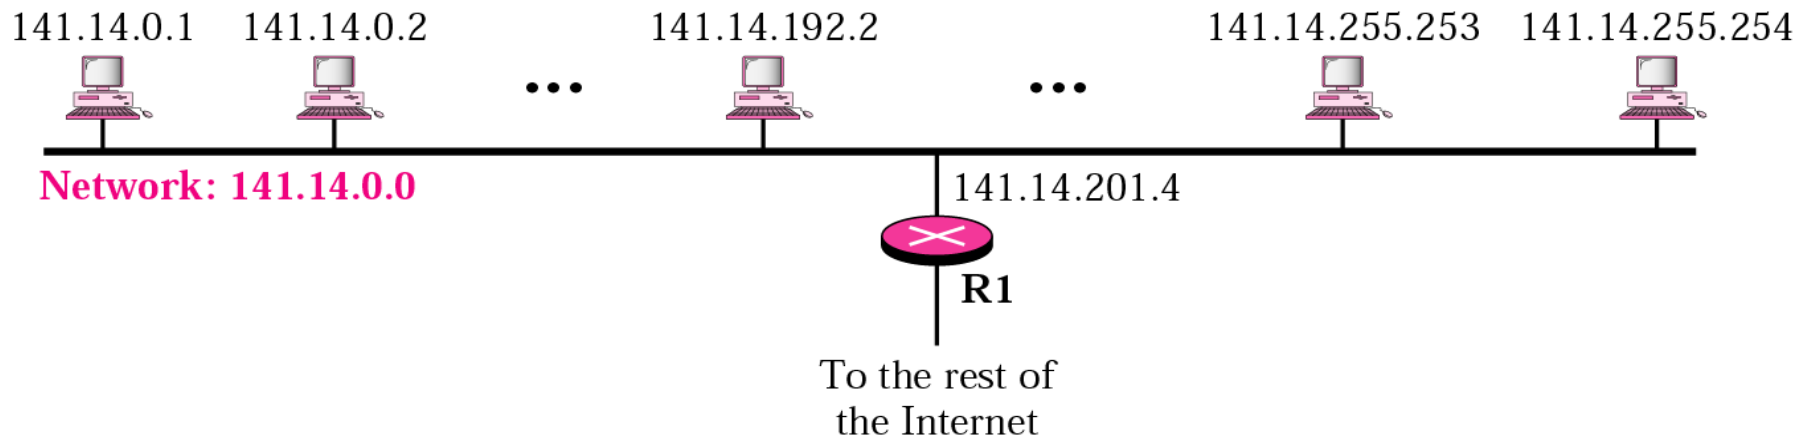 141.14.0.1 141.14.0.2 141.14.192.2 141.14.255.253 141.14.255.254
Network: 141.14.0.0
141.14.201.4
R1
To the rest of
the Internet